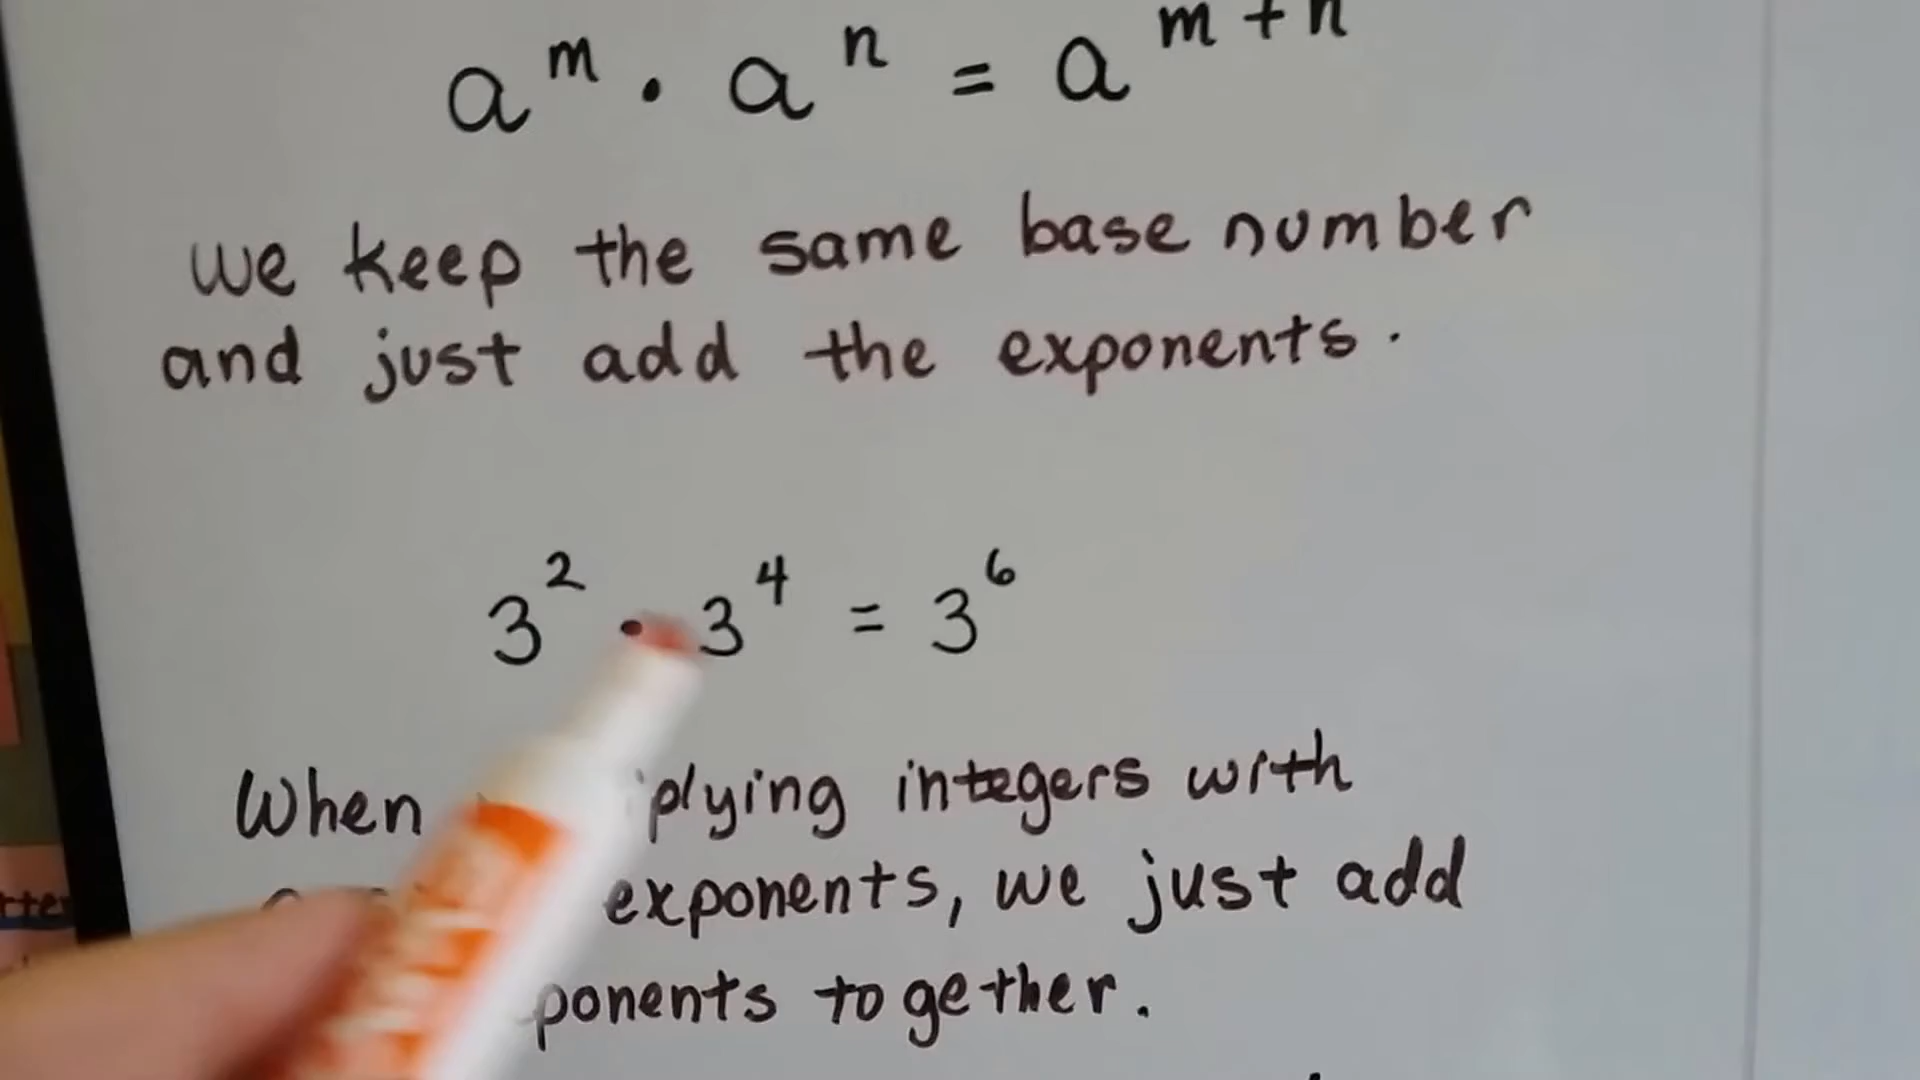 a^m · a^n = a^m+n
we keep the same base number
and just add the exponents.
3^2 · 3^4 = 3^6
When plying integers with
exponents, we just add
ponents together.